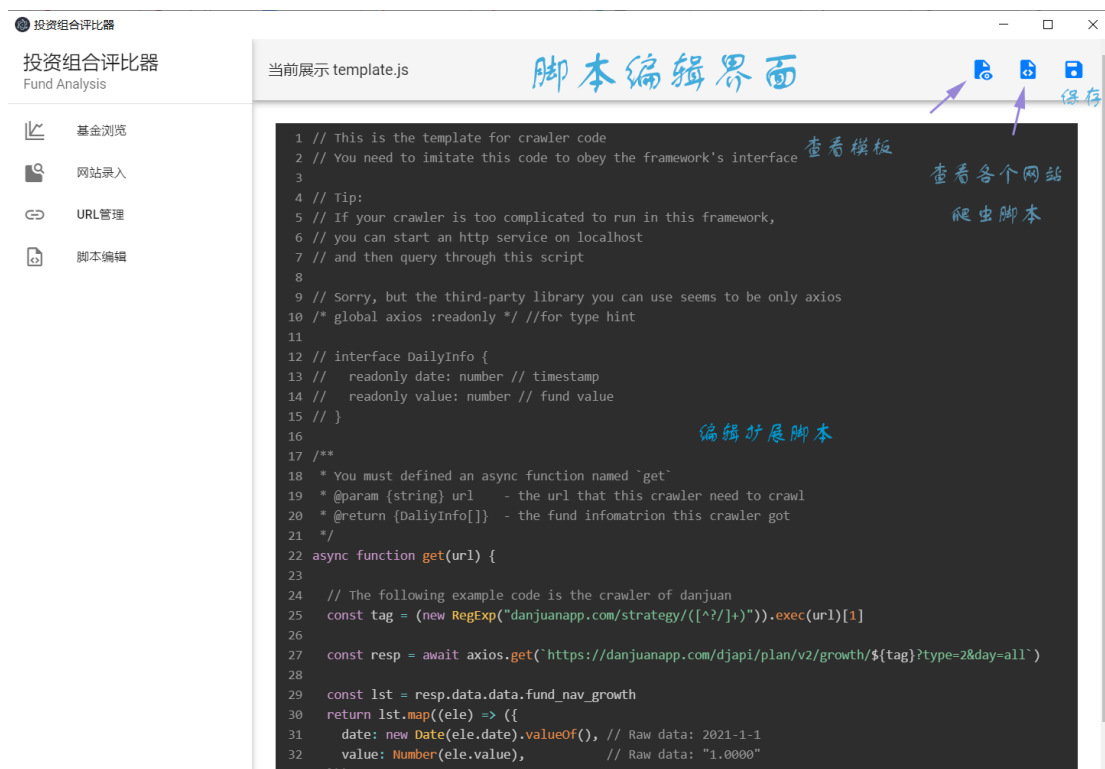 投资组合评比器
投资组合评比器
Fund Analysis
基金浏览
网站录入
URL管理
脚本编辑
当前展示 template.js
脚本编辑界面
保存
查看模板
查看各个网站
爬虫脚本
编辑扩展脚本
1 // This is the template for crawler code
2 // You need to imitate this code to obey the framework's interface
3
4 // Tip:
5 // If your crawler is too complicated to run in this framework,
6 // you can start an http service on localhost
7 // and then query through this script
8
9 // Sorry, but the third-party library you can use seems to be only axios
10 /* global axios :readonly */ //for type hint
11
12 // interface DailyInfo {
13 //   readonly date: number // timestamp
14 //   readonly value: number // fund value
15 // }
16
17 /**
18  * You must defined an async function named `get`
19  * @param {string} url    - the url that this crawler need to crawl
20  * @return {DaliyInfo[]}  - the fund infomatrion this crawler got
21  */
22 async function get(url) {
23
24   // The following example code is the crawler of danjuan
25   const tag = (new RegExp("danjuanapp.com/strategy/([^?/]+)")).exec(url)[1]
26
27   const resp = await axios.get(`https://danjuanapp.com/djapi/plan/v2/growth/${tag}?type=2&day=all`)
28
29   const lst = resp.data.data.fund_nav_growth
30   return lst.map((ele) => ({
31     date: new Date(ele.date).valueOf(), // Raw data: 2021-1-1
32     value: Number(ele.value),           // Raw data: "1.0000"